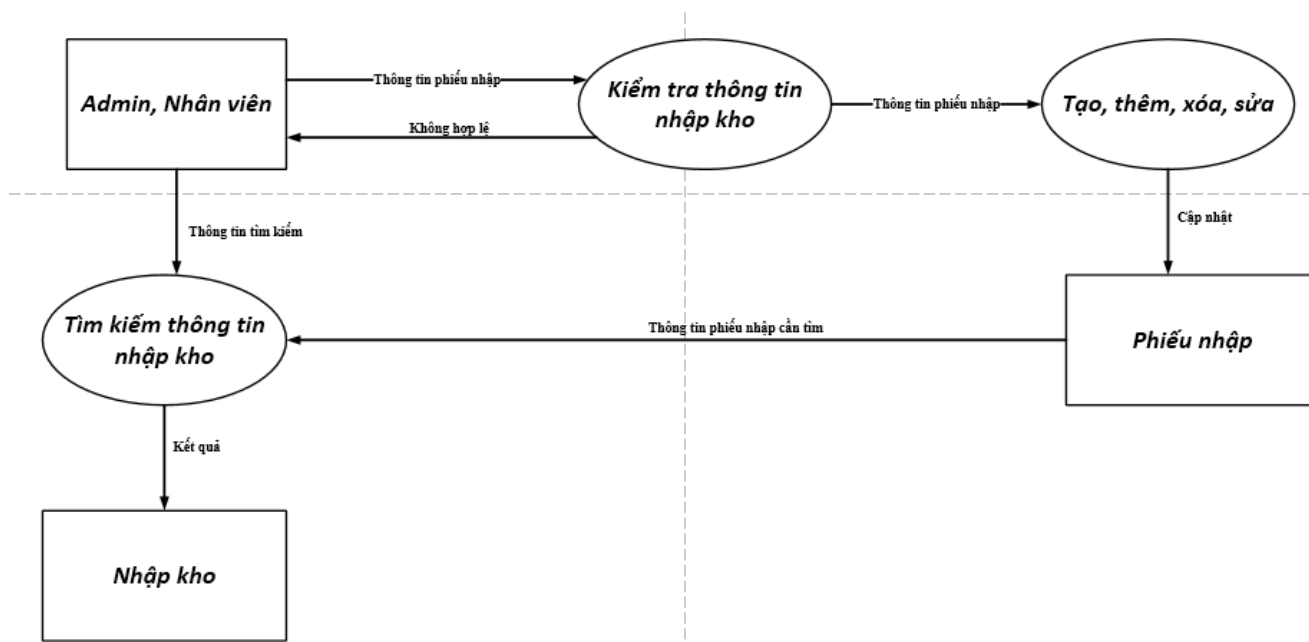 Admin, Nhân viên
Thông tin phiếu nhập
Không hợp lệ
Kiểm tra thông tin
nhập kho
Thông tin phiếu nhập
Tạo, thêm, xóa, sửa
Thông tin tìm kiếm
Cập nhật
Tìm kiếm thông tin
nhập kho
Thông tin phiếu nhập cần tìm
Phiếu nhập
Kết quả
Nhập kho